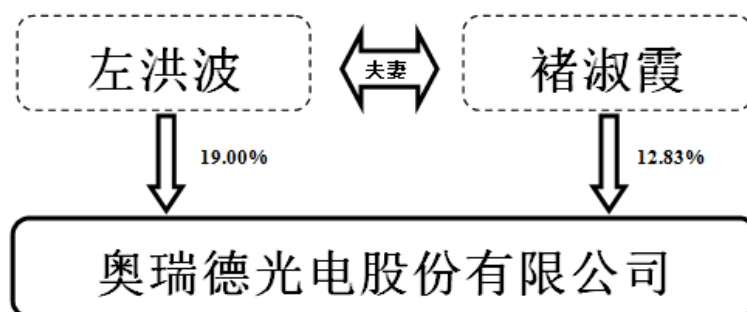 左洪波
夫妻
褚淑霞
19.00%
12.83%
奥瑞德光电股份有限公司